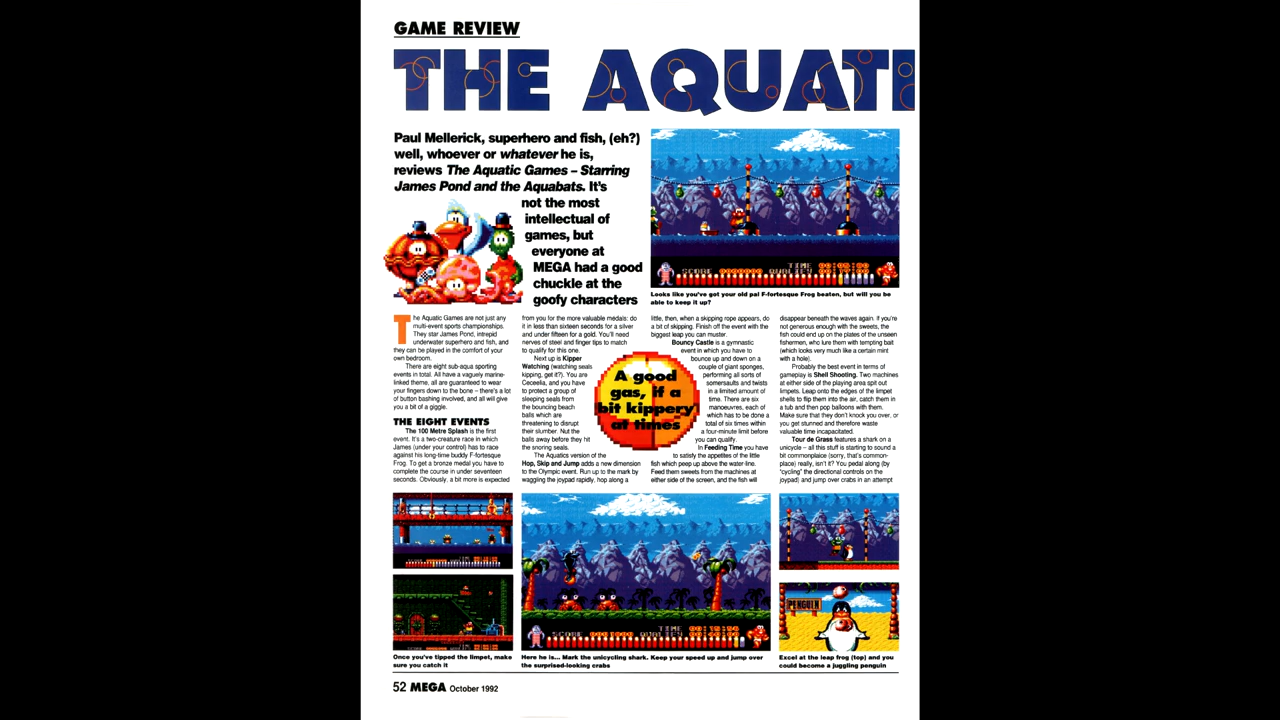 GAME REVIEW
THE AQUATI
Paul Mellerick, superhero and fish, (eh?)
well, whoever or whatever he is,
reviews The Aquatic Games – Starring
James Pond and the Aquabats. It's
not the most
intellectual of
games, but
everyone at
MEGA had a good
chuckle at the
goofy characters
Looks like you've got your old pal F-fortesque Frog beaten, but will you be
able to keep it up?
The Aquatic Games are not just any
multi-event sports championships.
They star James Pond, intrepid
underwater superhero and fish, and
they can be played in the comfort of your
own bedroom.
There are eight sub-aqua sporting
events in total. All have a vaguely marine-
linked theme, all are guaranteed to wear
your fingers down to the bone – there's a lot
of button bashing involved, and all will give
you a bit of a giggle.
THE EIGHT EVENTS
The 100 Metre Splash is the first
event. It's a two-creature race in which
James (under your control) has to race
against his long-time buddy F-fortesque
Frog. To get a bronze medal you have to
complete the course in under seventeen
seconds. Obviously, a bit more is expected
from you for the more valuable medals: do
it in less than sixteen seconds for a silver
and under fifteen for a gold. You'll need
nerves of steel and finger tips to match
to qualify for this one.
Next up is Kipper
Watching (watching seals
kipping, get it?). You are
Ceceelia, and you have
to protect a group of
sleeping seals from
the bouncing beach
balls which are
threatening to disrupt
their slumber. Nut the
balls away before they hit
the snoring seals.
The Aquatics version of the
Hop, Skip and Jump adds a new dimension
to the Olympic event. Run up to the mark by
waggling the joypad rapidly, hop along a
A good
gas, if a
bit kippery
at times
little, then, when a skipping rope appears, do
a bit of skipping. Finish off the event with the
biggest leap you can muster.
Bouncy Castle is a gymnastic
event in which you have to
bounce up and down on a
couple of giant sponges,
performing all sorts of
somersaults and twists
in a limited amount of
time. There are six
manoeuvres, each of
which has to be done a
total of six times within
a four-minute limit before
you can qualify.
In Feeding Time you have
to satisfy the appetites of the little
fish which peep up above the water-line.
Feed them sweets from the machines at
either side of the screen, and the fish will
disappear beneath the waves again. If you're
not generous enough with the sweets, the
fish could end up on the plates of the unseen
fishermen, who lure them with tempting bait
(which looks very much like a certain mint
with a hole).
Probably the best event in terms of
gameplay is Shell Shooting. Two machines
at either side of the playing area spit out
limpets. Leap onto the edges of the limpet
shells to flip them into the air, catch them in
a tub and then pop balloons with them.
Make sure that they don't knock you over, or
you get stunned and therefore waste
valuable time incapacitated.
Tour de Grass features a shark on a
unicycle – all this stuff is starting to sound a
bit commonplaice (sorry, that's common-
place) really, isn't it? You pedal along (by
'cycling' the directional controls on the
joypad) and jump over crabs in an attempt
PENGUIN
Once you've tipped the limpet, make
sure you catch it
Here he is... Mark the unicycling shark. Keep your speed up and jump over
the surprised-looking crabs
Excel at the leap frog (top) and you
could become a juggling penguin
52 MEGA October 1992